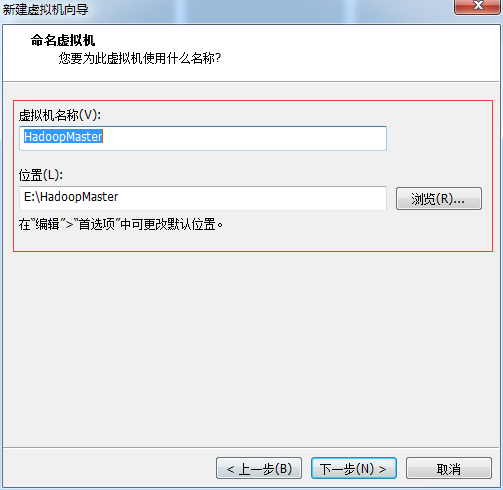 新建虚拟机向导
命名虚拟机
您要为此虚拟机使用什么名称?
虚拟机名称(V):
HadoopMaster
位置(L):
E:\HadoopMaster
浏览(R)...
在“编辑”>“首选项”中可更改默认位置。
< 上一步(B)
下一步(N) >
取消